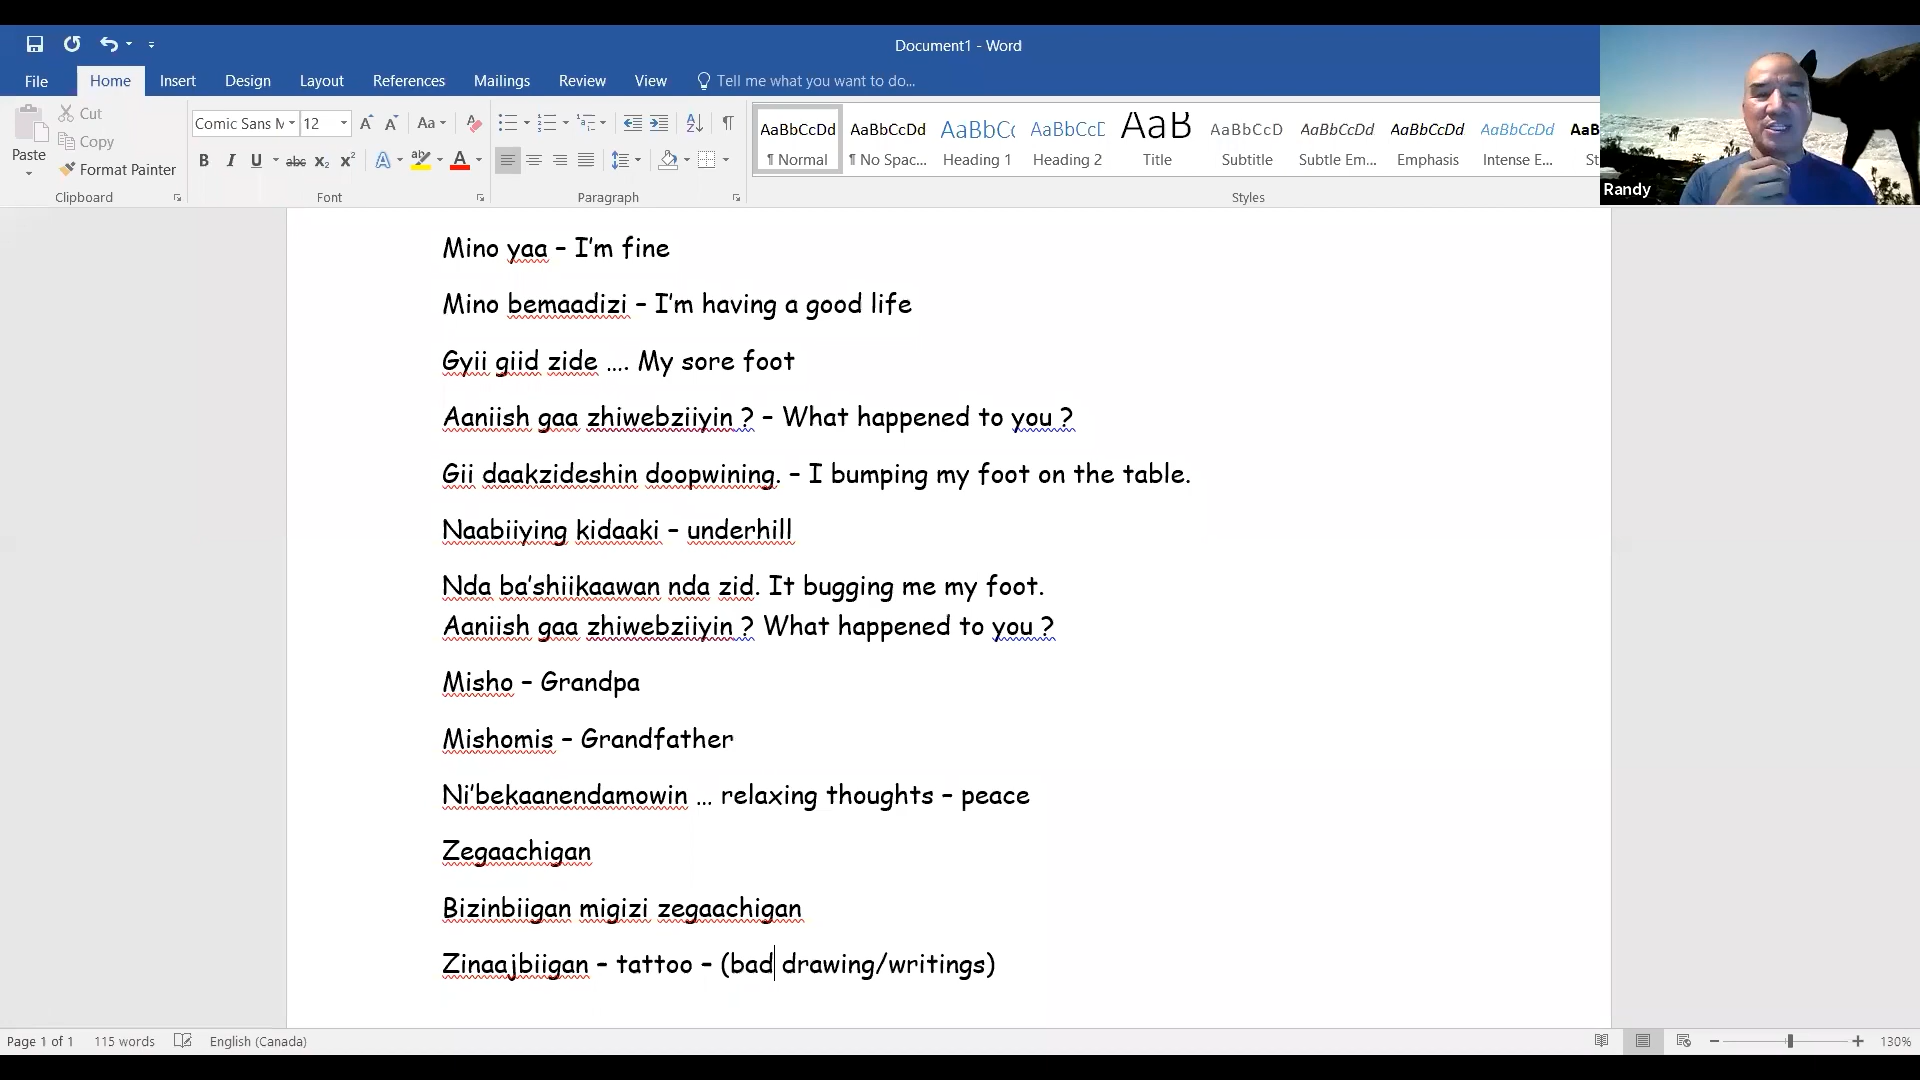 Document1 - Word
File Home Insert Design Layout References Mailings Review View Tell me what you want to do...
Paste
Cut
Copy
Format Painter
Clipboard
Comic Sans M 12
Font
Paragraph
AaBbCcDd AaBbCcDd AaBbCc AaBbCcD AaB AaBbCcD AaBbCcDd AaBbCcDd AaBbCcDd AaBb
¶ Normal ¶ No Spac... Heading 1 Heading 2 Title Subtitle Subtle Em... Emphasis Intense E... St
Styles
Randy
Mino yaa – I'm fine
Mino bemaadizi – I'm having a good life
Gyii giid zide .... My sore foot
Aaniish gaa zhiwebziiyin ? – What happened to you ?
Gii daakzideshin doopwining. – I bumping my foot on the table.
Naabiiying kidaaki – underhill
Nda ba'shiikaawan nda zid. It bugging me my foot.
Aaniish gaa zhiwebziiyin ? What happened to you ?
Misho – Grandpa
Mishomis – Grandfather
Ni'bekaanendamowin ... relaxing thoughts – peace
Zegaachigan
Bizinbiigan migizi zegaachigan
Zinaajbiigan – tattoo – (bad drawing/writings)
Page 1 of 1 115 words English (Canada) 130%